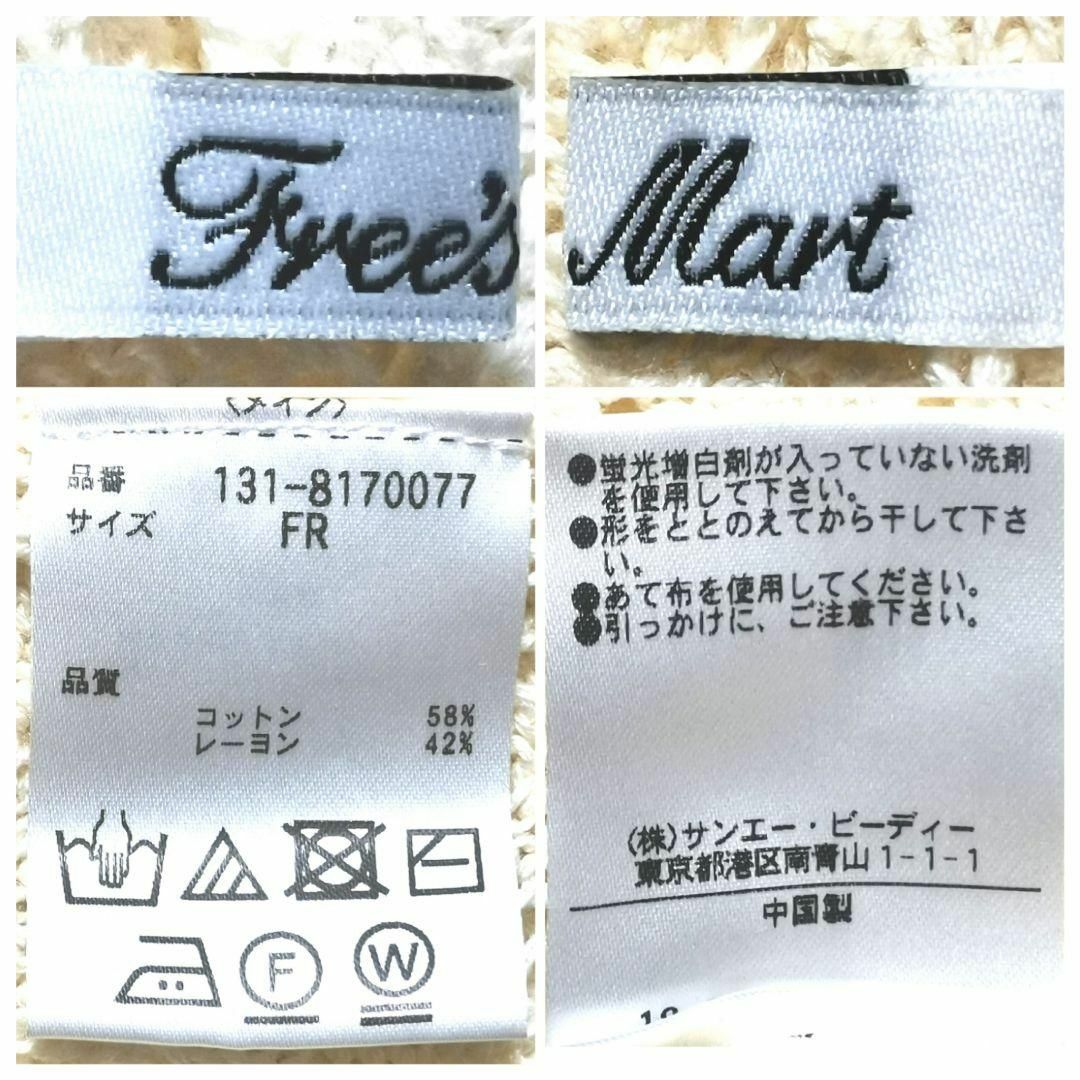 Free's
Mart
(メイン)
品番 131-8170077
サイズ FR
品質
コットン 58%
レーヨン 42%
F
W
●蛍光増白剤が入っていない洗剤
を使用して下さい。
●形をととのえてから干して下さ
い。
●あて布を使用してください。
●引っかけに、ご注意下さい。
(株)サンエー・ビーディー
東京都港区南青山1-1-1
中国製